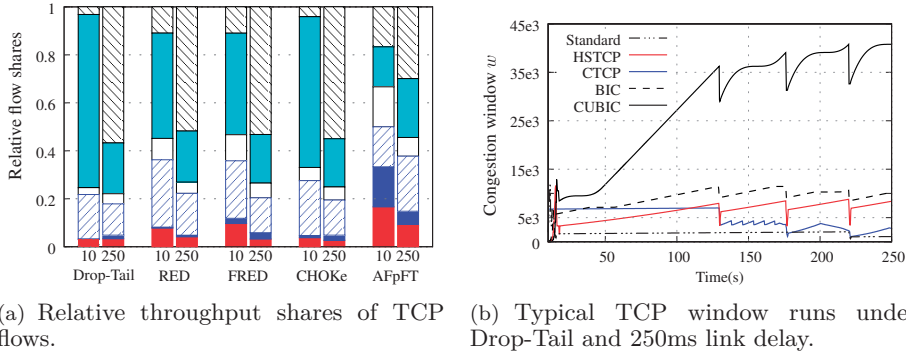 Relative flow shares
1
0.8
0.6
0.4
0.2
0
10 250 10 250 10 250 10 250 10 250
Drop-Tail RED FRED CHOKe AFpFT
(a) Relative throughput shares of TCP
flows.
Congestion window w
45e3
35e3
25e3
15e3
5e3
0
Standard
HSTCP
CTCP
BIC
CUBIC
0 50 100 150 200 250
Time(s)
(b) Typical TCP window runs unde
Drop-Tail and 250ms link delay.